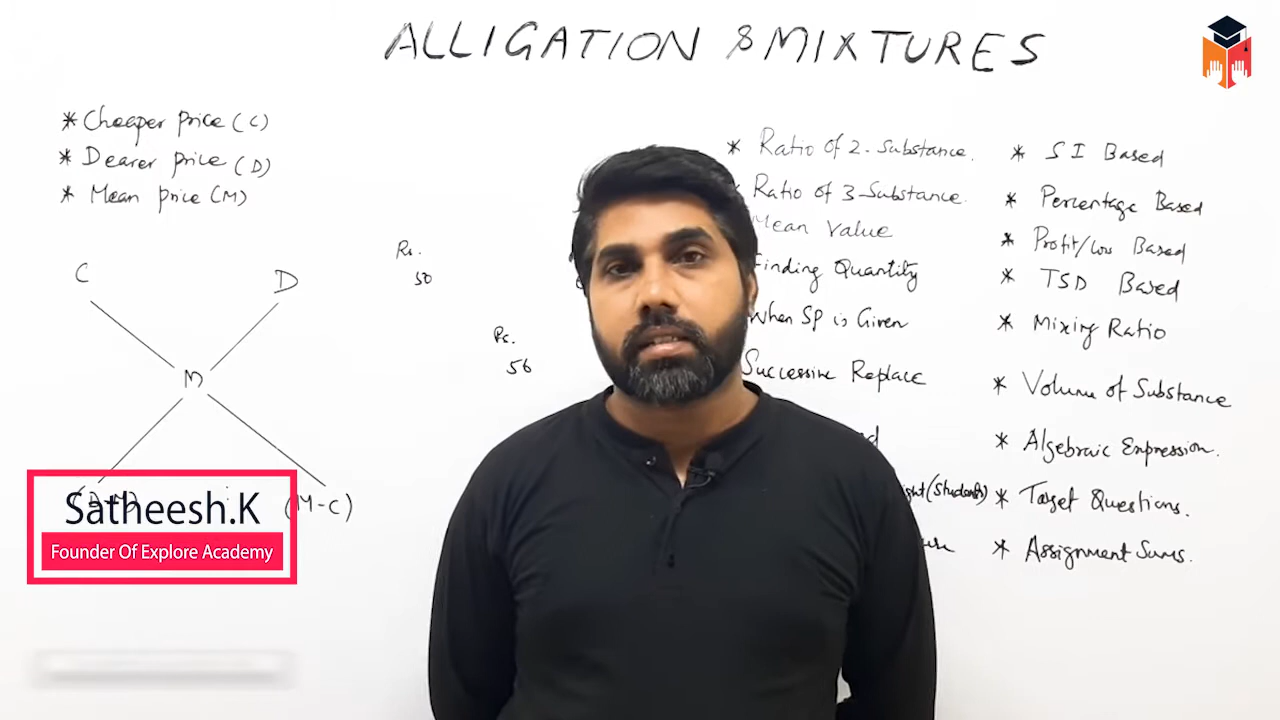 ALLIGATION & MIXTURES
* Cheaper price (C)
* Dearer price (D)
* Mean price (M)
C D
M
(M-C)
Rs.
50
Rs.
56
* Ratio of 2-Substance.
Ratio of 3-Substance.
Mean Value
Finding Quantity
When SP is Given
Successive Replace
(Students)
* SI Based
* Percentage Based
* Profit/Loss Based
* TSD Based
* Mixing Ratio
* Volume of Substance
* Algebraic Expression.
* Target Questions.
* Assignment Sums.
Satheesh.K
Founder Of Explore Academy